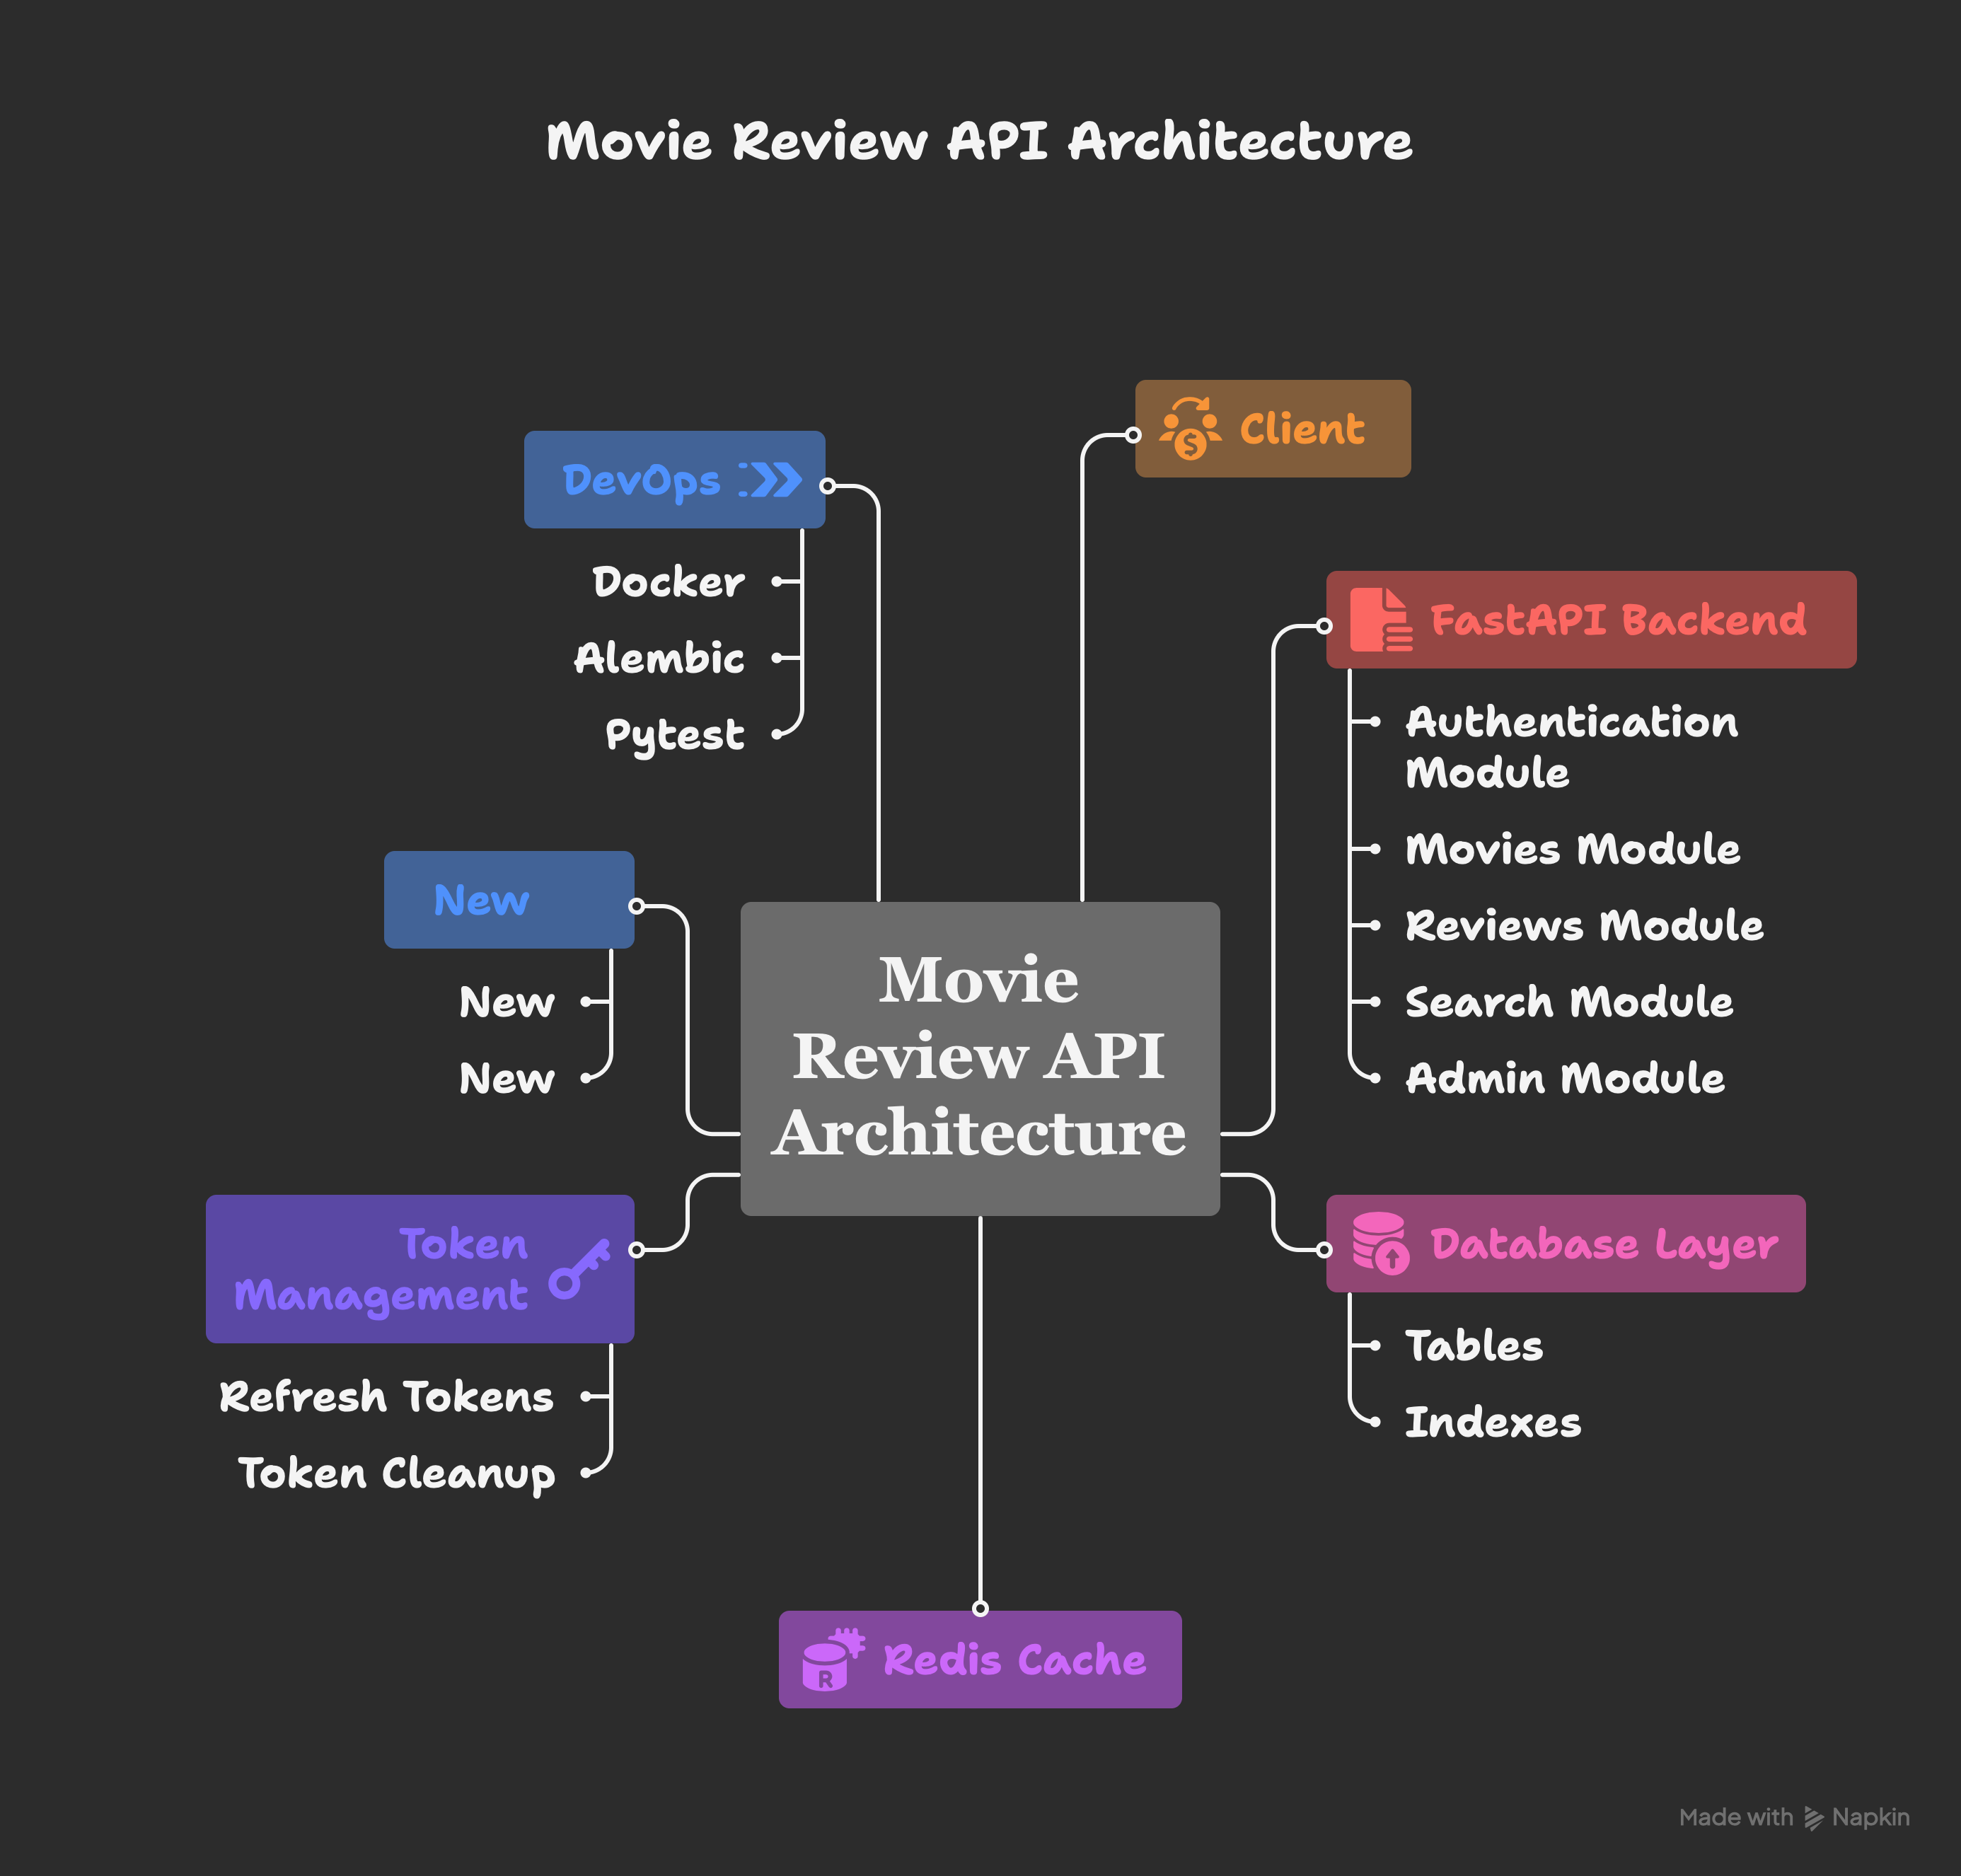 Movie Review API Architecture
Client
DevOps
Docker
Alembic
Pytest
FastAPI Backend
Authentication
Module
Movies Module
Reviews Module
Search Module
Admin Module
New
New
New
Movie
Review API
Architecture
Token
Management
Refresh Tokens
Token Cleanup
Database Layer
Tables
Indexes
R
Redis Cache
Made with Napkin